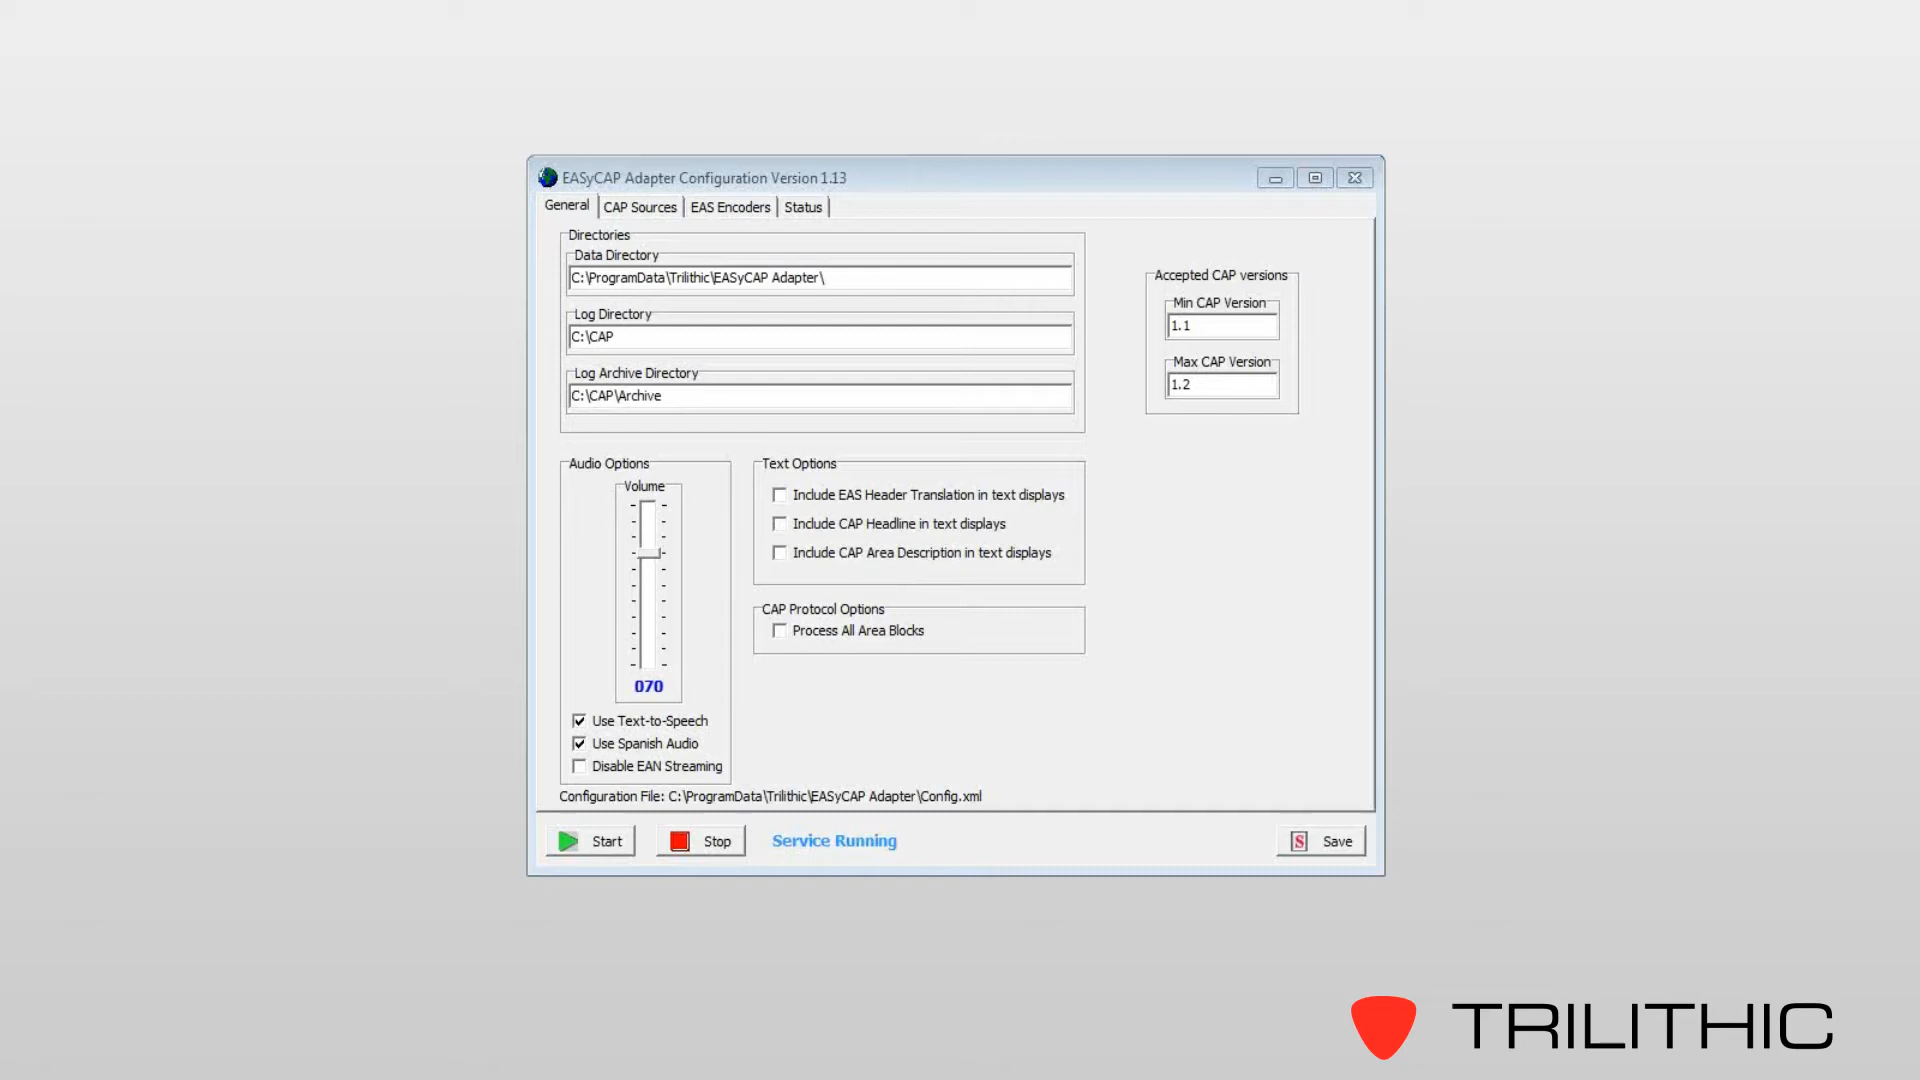 EASyCAP Adapter Configuration Version 1.13
General CAP Sources EAS Encoders Status
Directories
Data Directory
C:\ProgramData\Trilithic\EASyCAP Adapter\
Log Directory
C:\CAP
Log Archive Directory
C:\CAP\Archive
Accepted CAP versions
Min CAP Version
1.1
Max CAP Version
1.2
Audio Options
Volume
070
Use Text-to-Speech
Use Spanish Audio
Disable EAN Streaming
Text Options
Include EAS Header Translation in text displays
Include CAP Headline in text displays
Include CAP Area Description in text displays
CAP Protocol Options
Process All Area Blocks
Configuration File: C:\ProgramData\Trilithic\EASyCAP Adapter\Config.xml
Start Stop Service Running S Save
TRILITHIC